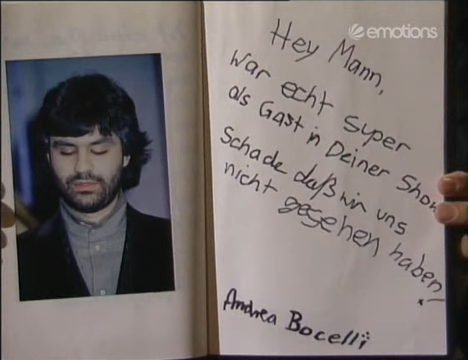 emotions
Hey Mann,
War echt super
als Gast in Deiner Show
Schade daß wir uns
nicht gesehen haben
Andrea Bocelli